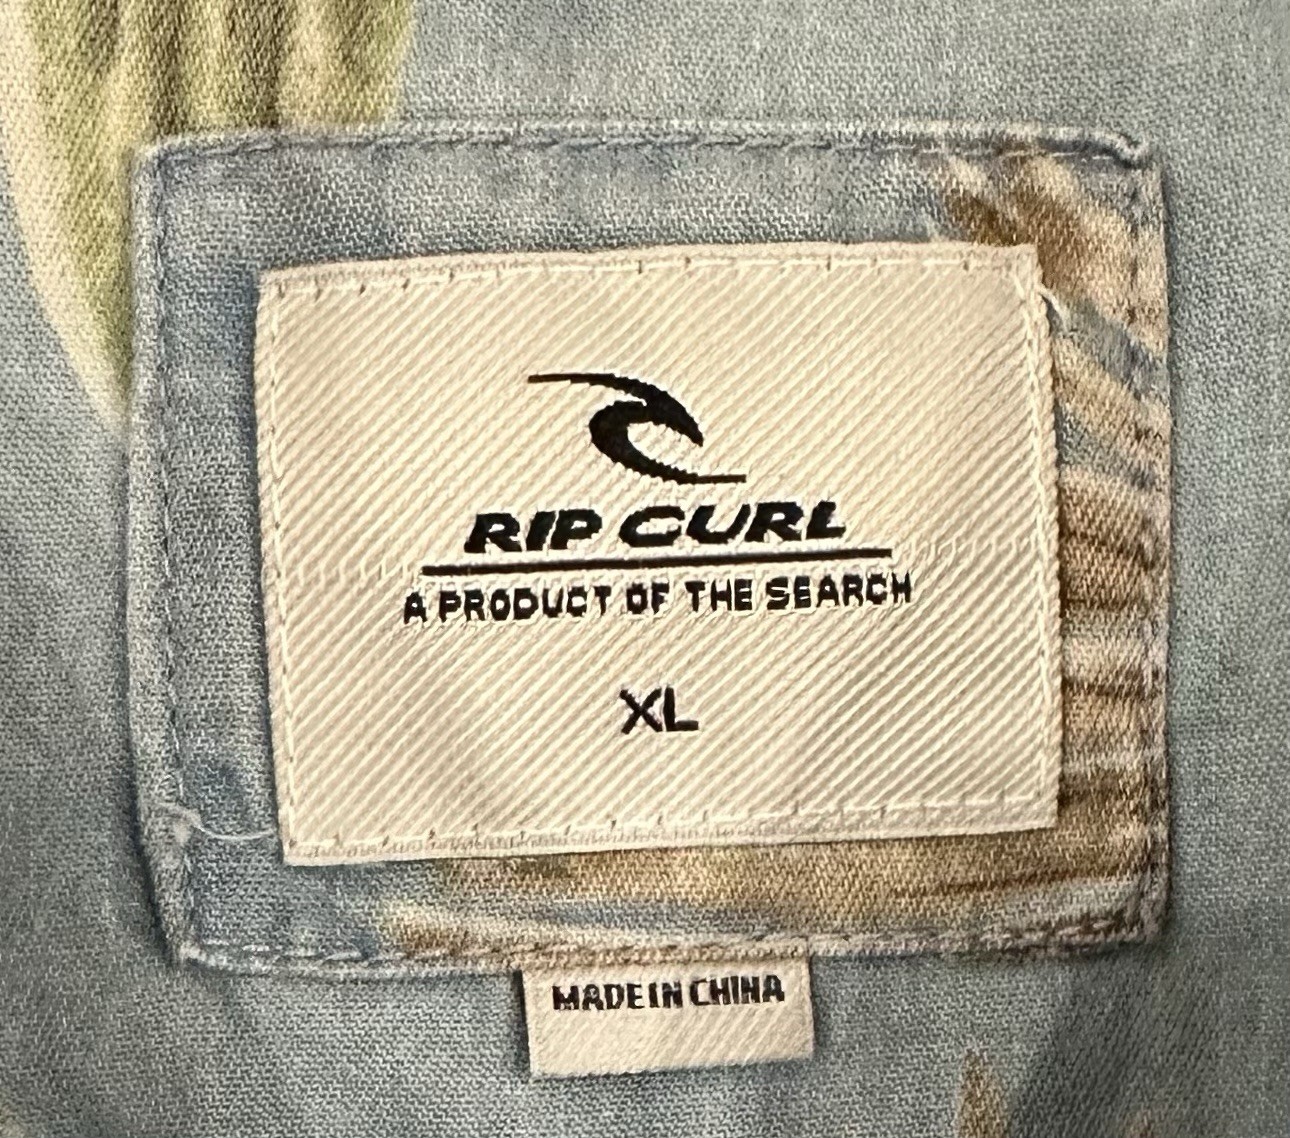 RIP CURL
A PRODUCT OF THE SEARCH
XL
MADE IN CHINA